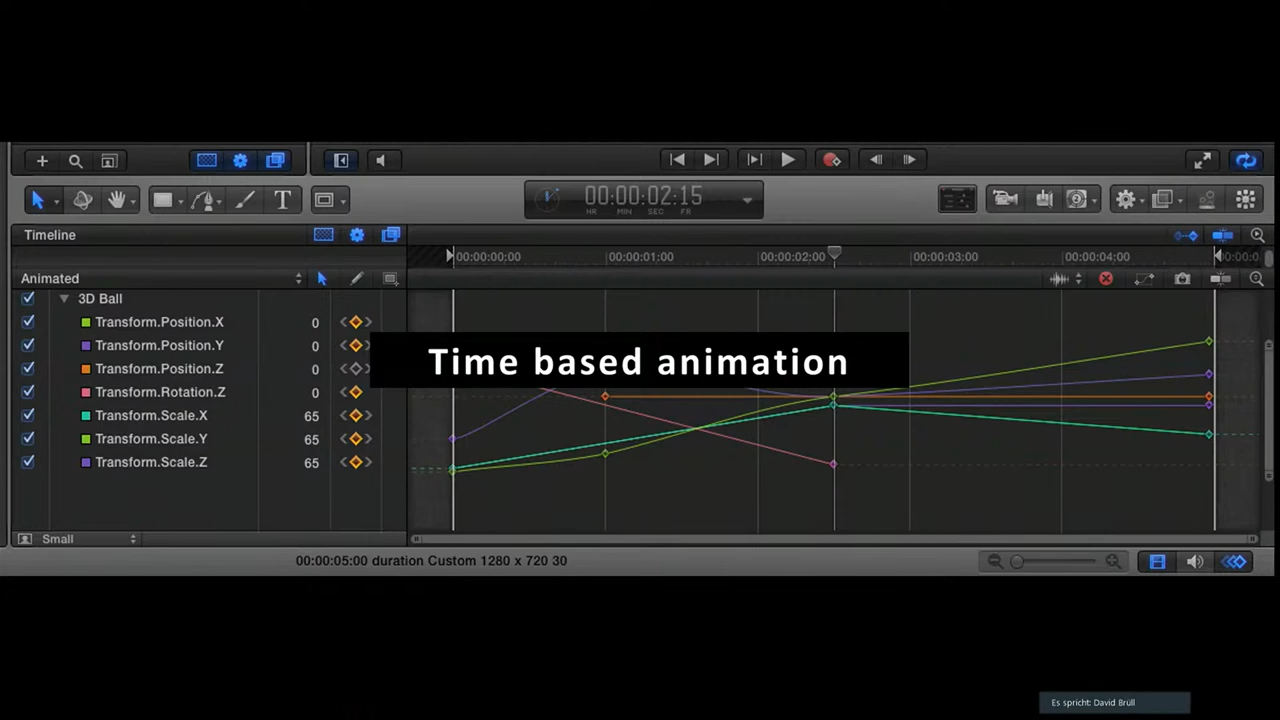 00:00:02:15
HR MIN SEC FR
Timeline
00:00:00:00 00:00:01:00 00:00:02:00 00:00:03:00 00:00:04:00 00:00:0
Animated
3D Ball
Transform.Position.X 0
Transform.Position.Y 0
Transform.Position.Z 0
Transform.Rotation.Z 0
Transform.Scale.X 65
Transform.Scale.Y 65
Transform.Scale.Z 65
Time based animation
Small
00:00:05:00 duration Custom 1280 x 720 30
Es spricht: David Brüll